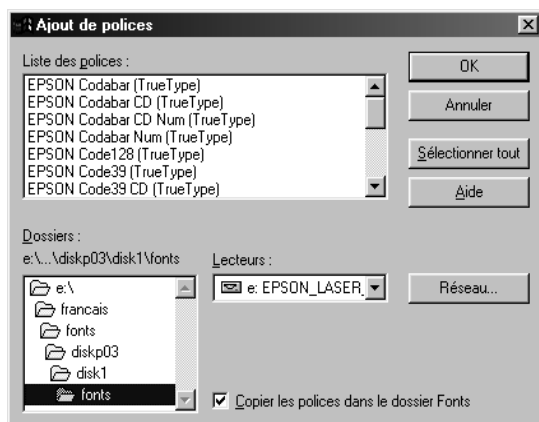 Ajout de polices
Liste des polices :
EPSON Codabar (TrueType)
EPSON Codabar CD (TrueType)
EPSON Codabar CD Num (TrueType)
EPSON Codabar Num (TrueType)
EPSON Code128 (TrueType)
EPSON Code39 (TrueType)
EPSON Code39 CD (TrueType)
OK
Annuler
Sélectionner tout
Aide
Dossiers :
e:\...\diskp03\disk1\fonts
e:\
francais
fonts
diskp03
disk1
fonts
Lecteurs :
e: EPSON_LASER_
Réseau...
Copier les polices dans le dossier Fonts